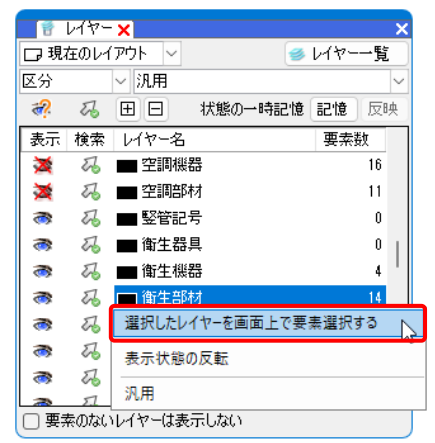 レイヤー
現在のレイアウト
レイヤー一覧
区分 汎用
状態の一時記憶 記憶 反映
表示 検索 レイヤー名 要素数
空調機器 16
空調部材 11
竪管記号 0
衛生器具 0
衛生機器 4
衛生部材 14
選択したレイヤーを画面上で要素選択する
表示状態の反転
汎用
要素のないレイヤーは表示しない